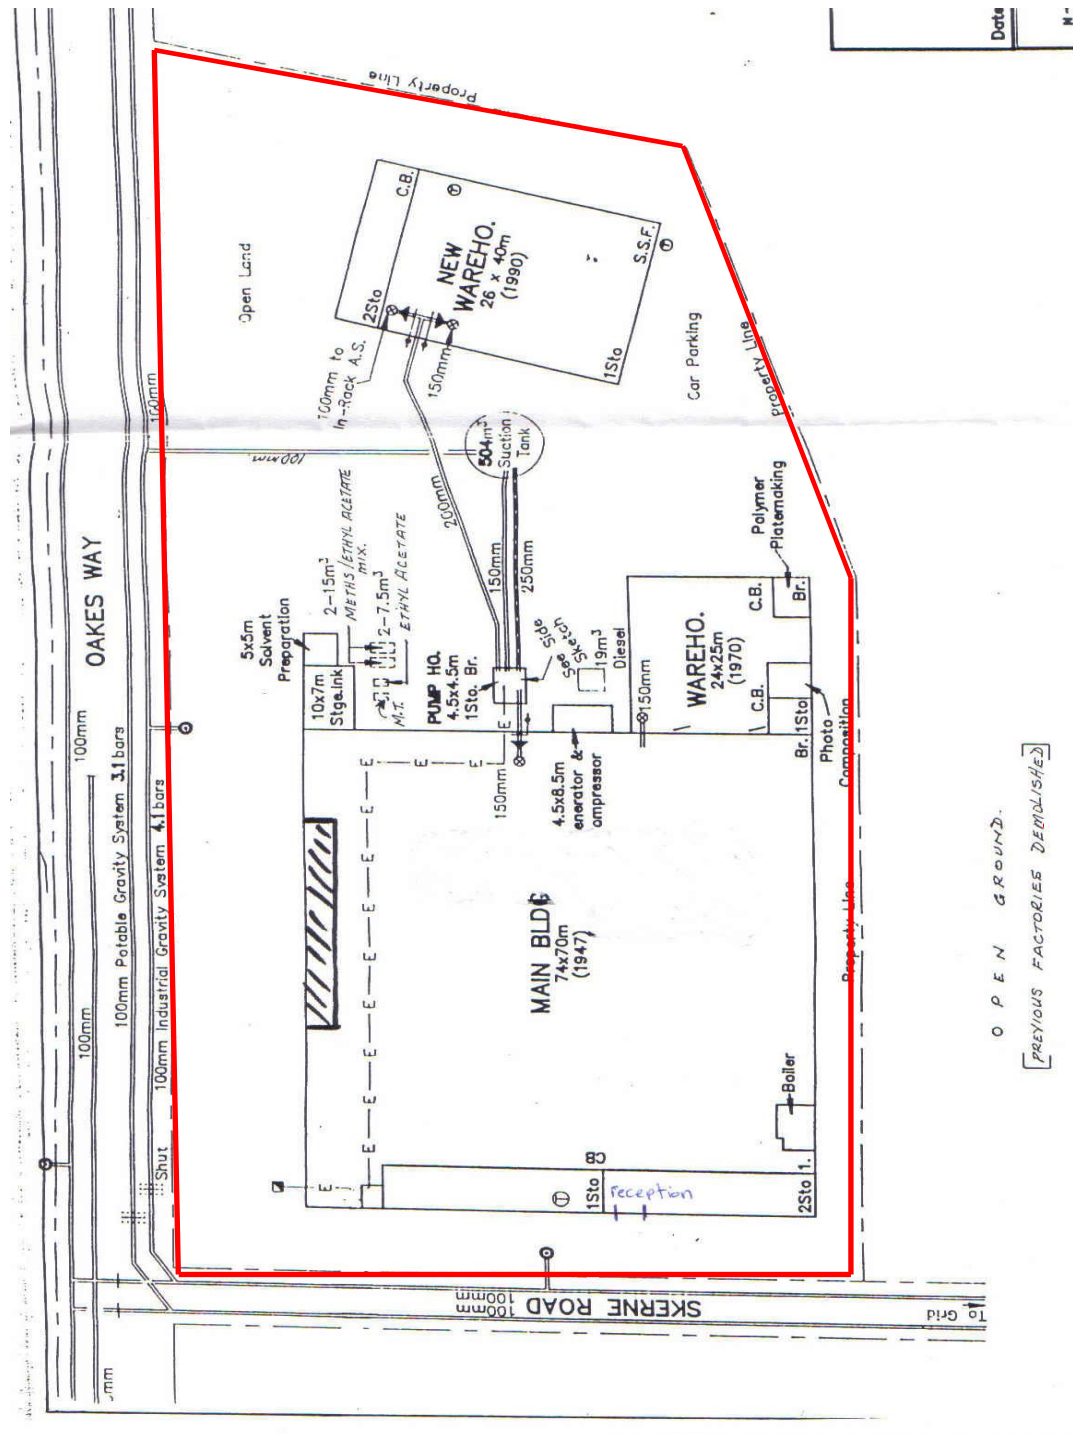 Date
Property Line
Open Land
C.B.
2Sto
NEW
WAREHO.
26 x 40m
(1990)
S.S.F.
1Sto
T
T
100mm to
In-Rack A.S.
150mm
Car Parking
Property Line
100mm
100mm
504m³
Suction
Tank
200mm
150mm
250mm
OAKES WAY
100mm
100mm Potable Gravity System 3.1 bars
100mm Industrial Gravity System 4.1 bars
100mm
Shut
5x5m
Solvent
Preparation
2-15m³
METHS/ETHYL ACETATE
MIX.
2-7.5m³
ETHYL ACETATE
M.T.
10x7m
Stge.Ink
PUMP HO.
4.5x4.5m
1Sto. Br.
See Side
Sketch
19m³
Diesel
150mm
150mm
4.5x8.5m
enerator &
ompressor
WAREHO.
24x25m
(1970)
C.B.
C.B.
Br.
1Sto
Br.
Polymer
Platemaking
Photo
Composition
Property Line
E E E
E
E
E
E
E
E
E
E
E
E
E
MAIN BLDG
74x70m
(1947)
Boiler
1Sto
reception
2Sto
1.
T
SKERNE ROAD
100mm
100mm
To Grid
mm
OPEN GROUND.
[PREVIOUS FACTORIES DEMOLISHED]